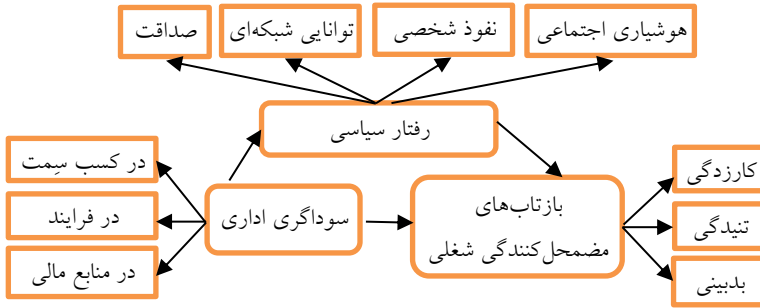 هوشیاری اجتماعی
نفوذ شخصی
توانایی شبکه‌ای
صداقت
رفتار سیاسی
کارزدگی
تنیدگی
بدبینی
بازتاب‌های
مضمحل‌کنندگی شغلی
سوداگری اداری
در کسب سِمت
در فرایند
در منابع مالی